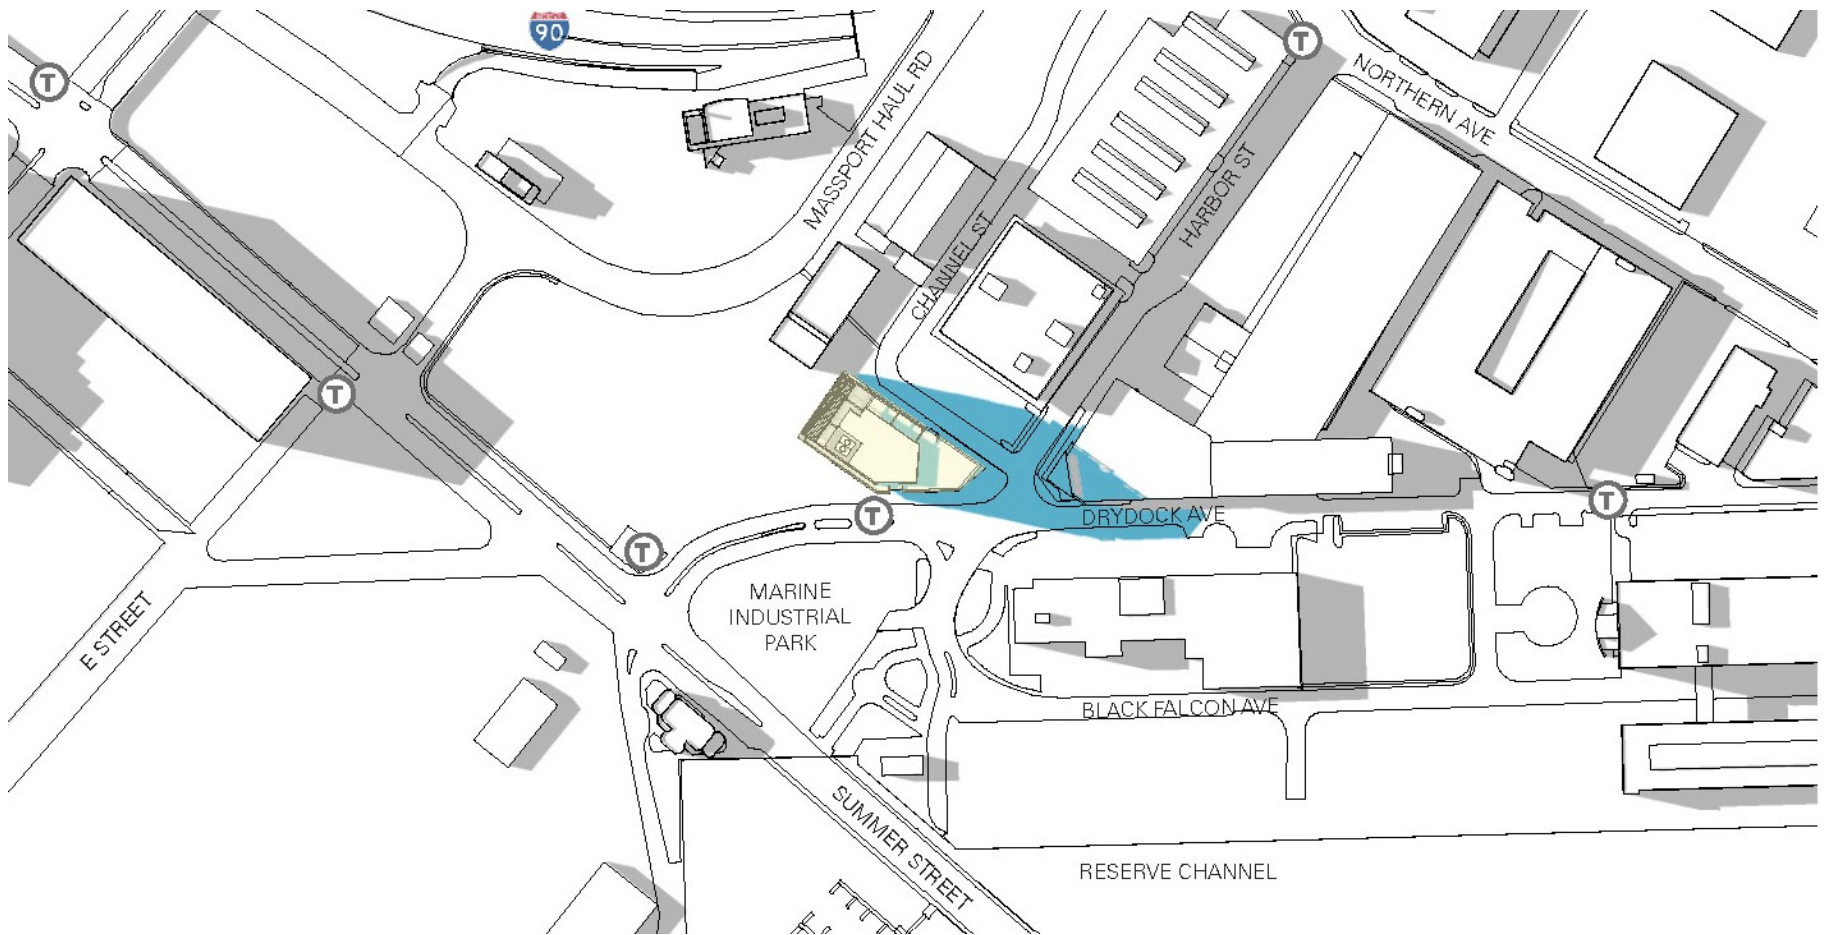 90
T
T
NORTHERN AVE
MASSPORT HAUL RD
HARBOR ST
CHANNEL ST
T
T
T
T
DRYDOCK AVE
MARINE
INDUSTRIAL
PARK
E STREET
BLACK FALCON AVE
SUMMER STREET
RESERVE CHANNEL